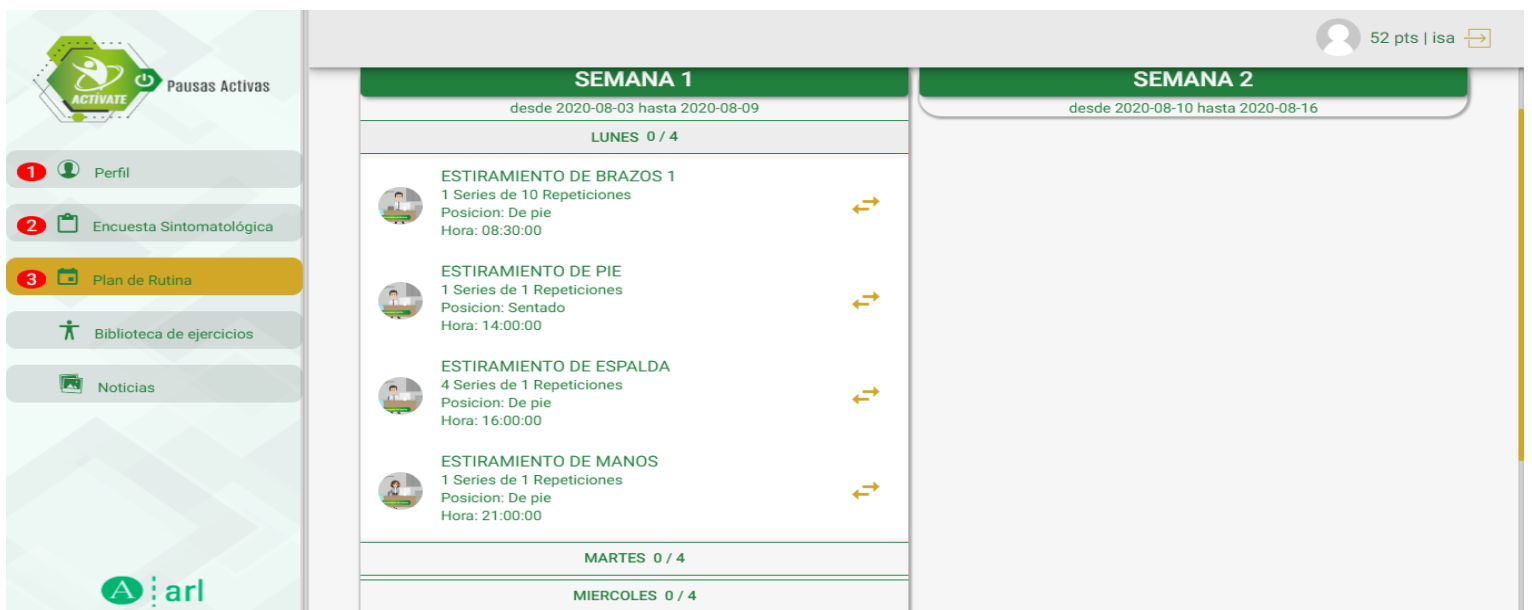 52 pts | isa
ACTÍVATE
Pausas Activas
1 Perfil
2 Encuesta Sintomatológica
3 Plan de Rutina
Biblioteca de ejercicios
Noticias
A arl
SEMANA 1
desde 2020-08-03 hasta 2020-08-09
LUNES 0 / 4
ESTIRAMIENTO DE BRAZOS 1
1 Series de 10 Repeticiones
Posicion: De pie
Hora: 08:30:00
ESTIRAMIENTO DE PIE
1 Series de 1 Repeticiones
Posicion: Sentado
Hora: 14:00:00
ESTIRAMIENTO DE ESPALDA
4 Series de 1 Repeticiones
Posicion: De pie
Hora: 16:00:00
ESTIRAMIENTO DE MANOS
1 Series de 1 Repeticiones
Posicion: De pie
Hora: 21:00:00
MARTES 0 / 4
MIERCOLES 0 / 4
SEMANA 2
desde 2020-08-10 hasta 2020-08-16